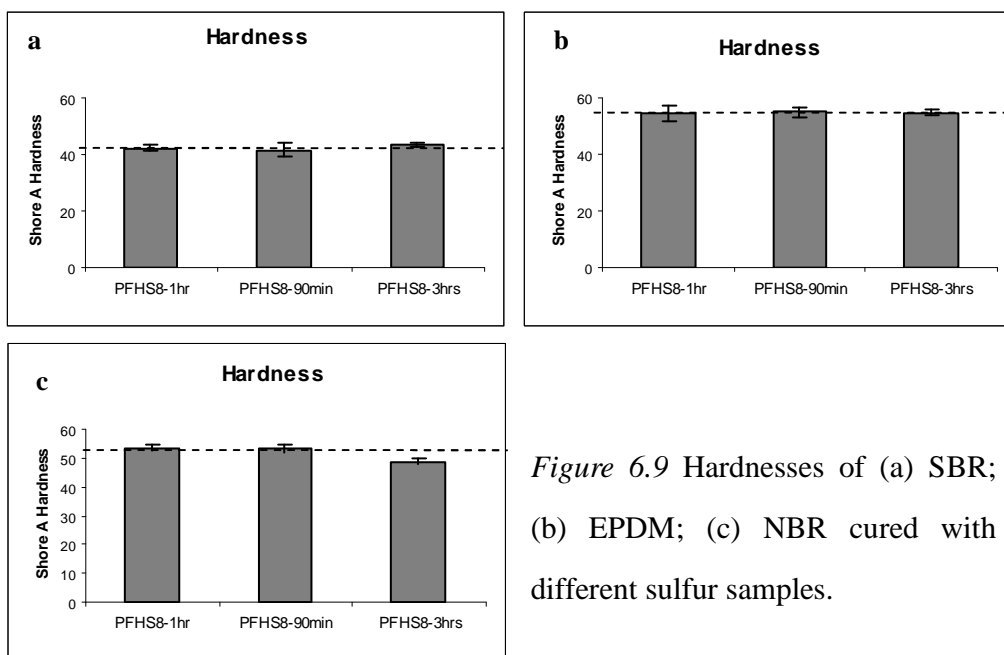 a
Hardness
Shore A Hardness
60
40
20
0
PFHS8-1hr PFHS8-90min PFHS8-3hrs
b
Hardness
Shore A Hardness
60
40
20
0
PFHS8-1hr PFHS8-90min PFHS8-3hrs
c
Hardness
Shore A Hardness
60
50
40
30
20
10
0
PFHS8-1hr PFHS8-90min PFHS8-3hrs
Figure 6.9 Hardnesses of (a) SBR;
(b) EPDM; (c) NBR cured with
different sulfur samples.